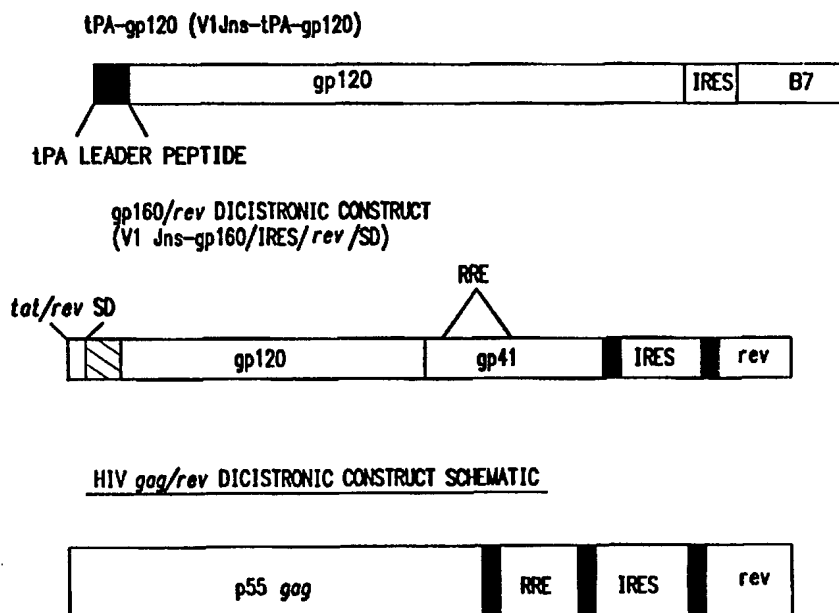 tPA-gp120 (V1Jns-tPA-gp120)
gp120 IRES B7
tPA LEADER PEPTIDE
gp160/rev DICISTRONIC CONSTRUCT
(V1 Jns-gp160/IRES/rev/SD)
RRE
tat/rev SD
gp120 gp41 IRES rev
HIV gag/rev DICISTRONIC CONSTRUCT SCHEMATIC
p55 gag RRE IRES rev